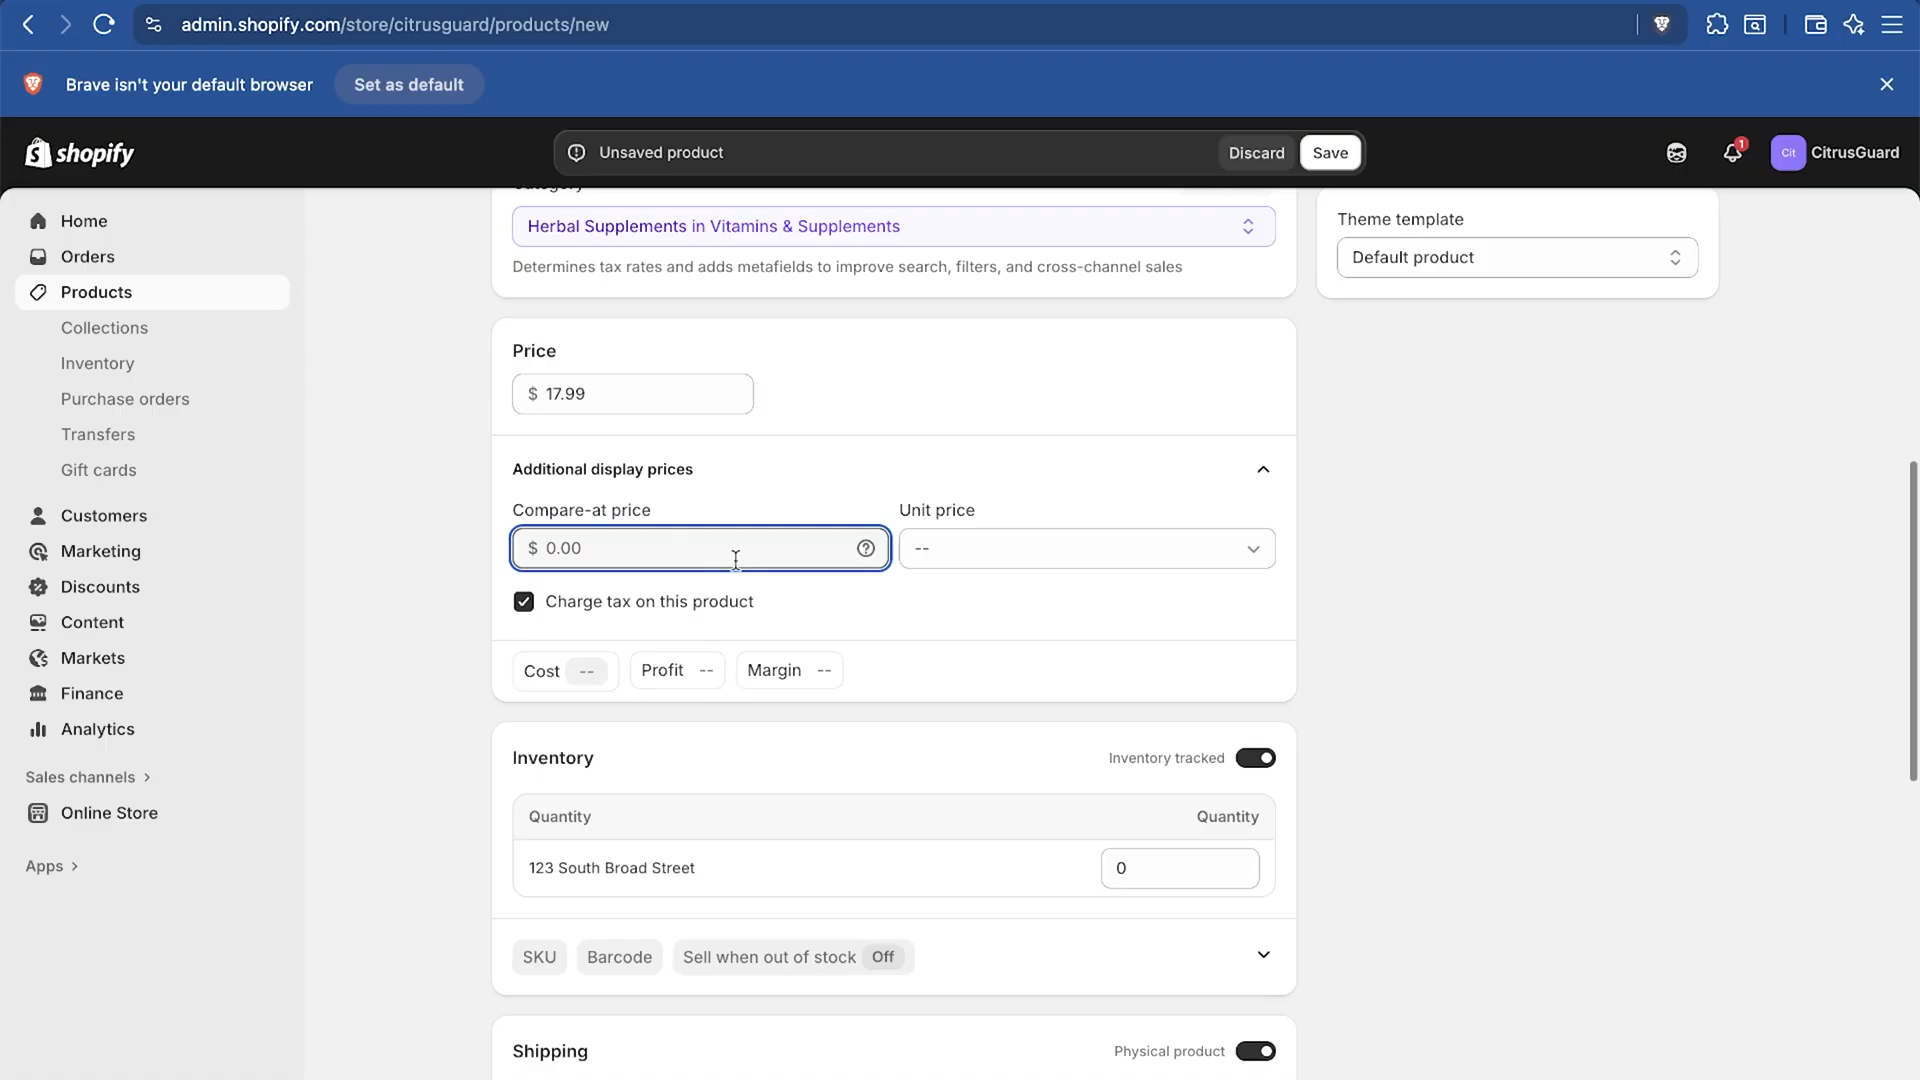 admin.shopify.com/store/citrusguard/products/new
Brave isn't your default browser
Set as default
shopify
Unsaved product
Discard
Save
1
Cit
CitrusGuard
Home
Orders
Products
Collections
Inventory
Purchase orders
Transfers
Gift cards
Customers
Marketing
Discounts
Content
Markets
Finance
Analytics
Sales channels
Online Store
Apps
Category
Herbal Supplements in Vitamins & Supplements
Determines tax rates and adds metafields to improve search, filters, and cross-channel sales
Theme template
Default product
Price
$ 17.99
Additional display prices
Compare-at price
Unit price
$ 0.00
--
Charge tax on this product
Cost --
Profit --
Margin --
Inventory
Inventory tracked
Quantity
Quantity
123 South Broad Street
0
SKU
Barcode
Sell when out of stock Off
Shipping
Physical product